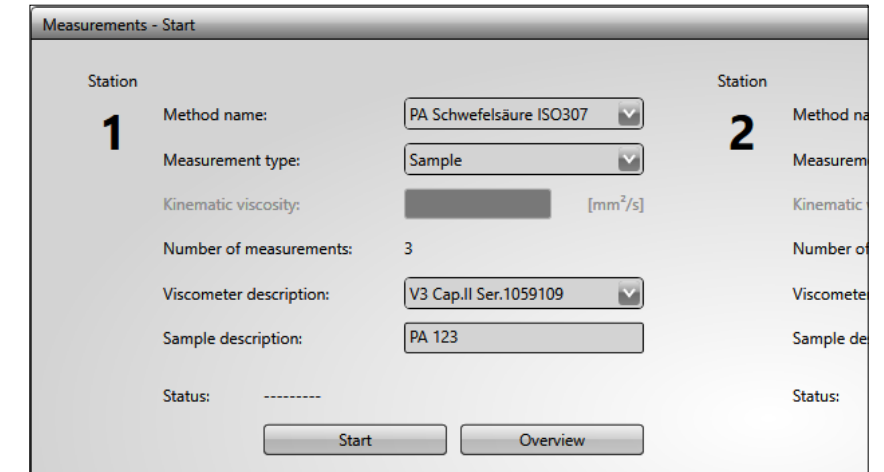 Measurements - Start
Station
1
Method name: PA Schwefelsäure ISO307
Measurement type: Sample
Kinematic viscosity: [mm²/s]
Number of measurements: 3
Viscometer description: V3 Cap.II Ser.1059109
Sample description: PA 123
Status: ---------
Start Overview
Station
2
Method na
Measurem
Kinematic
Number of
Viscometer
Sample de
Status: